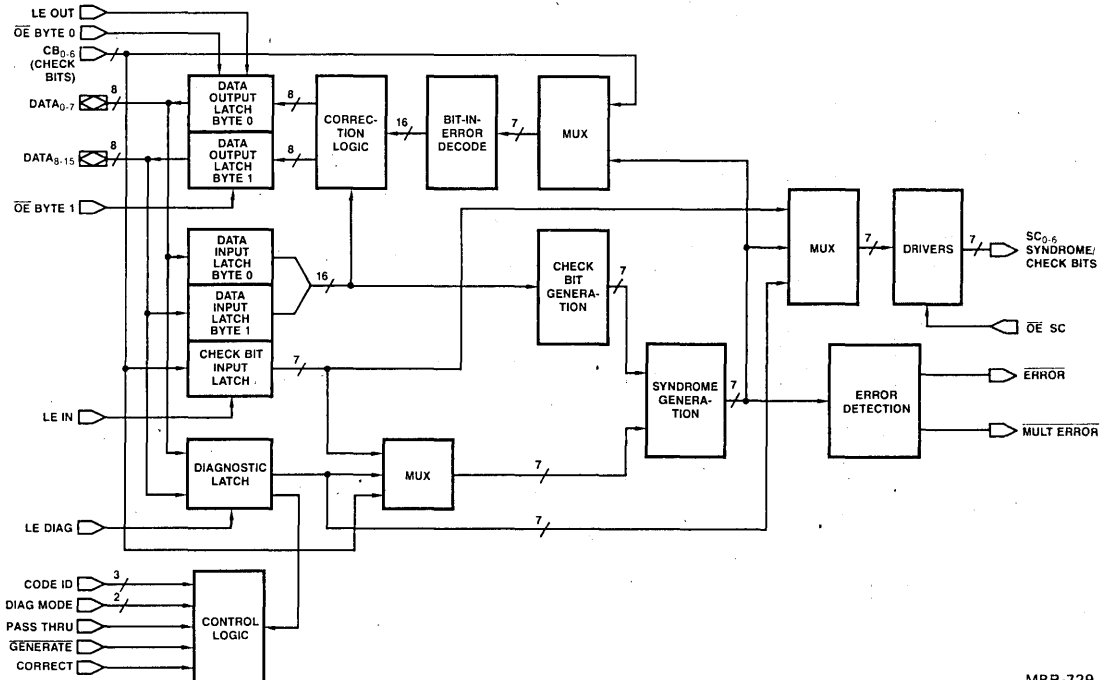 LE OUT
OE BYTE 0
CB0-6
(CHECK
BITS)
DATA0-7
DATA8-15
OE BYTE 1
LE IN
LE DIAG
CODE ID
DIAG MODE
PASS THRU
GENERATE
CORRECT
7
8
8
3
2
DATA
OUTPUT
LATCH
BYTE 0
DATA
OUTPUT
LATCH
BYTE 1
8
8
CORREC-
TION
LOGIC
16
BIT-IN-
ERROR
DECODE
7
MUX
DATA
INPUT
LATCH
BYTE 0
DATA
INPUT
LATCH
BYTE 1
CHECK BIT
INPUT
LATCH
16
7
CHECK
BIT
GENERA-
TION
7
SYNDROME
GENERA-
TION
7
DIAGNOSTIC
LATCH
MUX
7
7
CONTROL
LOGIC
MUX
7
DRIVERS
7
SC0-6
SYNDROME/
CHECK BITS
OE SC
ERROR
DETECTION
ERROR
MULT ERROR